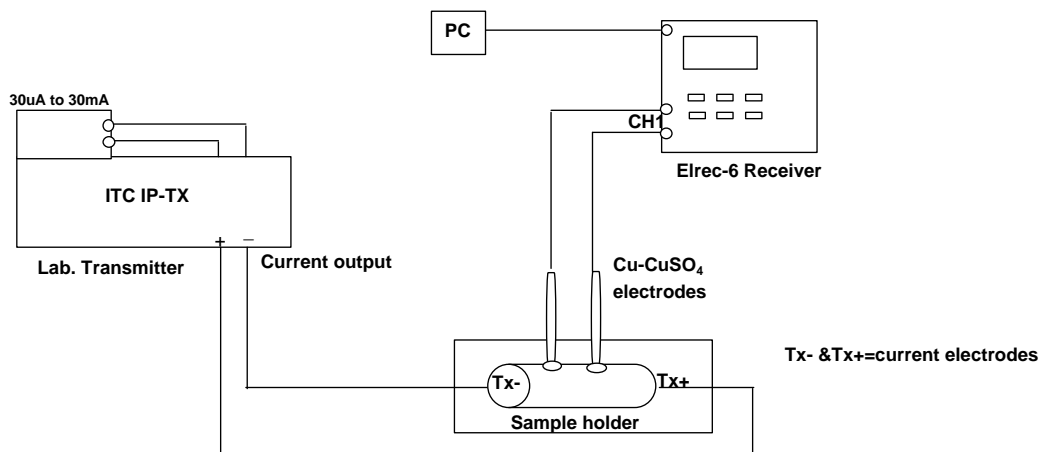 PC
30uA to 30mA
CH1
Elrec-6 Receiver
ITC IP-TX
+ −
Lab. Transmitter
Current output
Cu-CuSO₄
electrodes
Tx- &Tx+=current electrodes
Tx-
Tx+
Sample holder